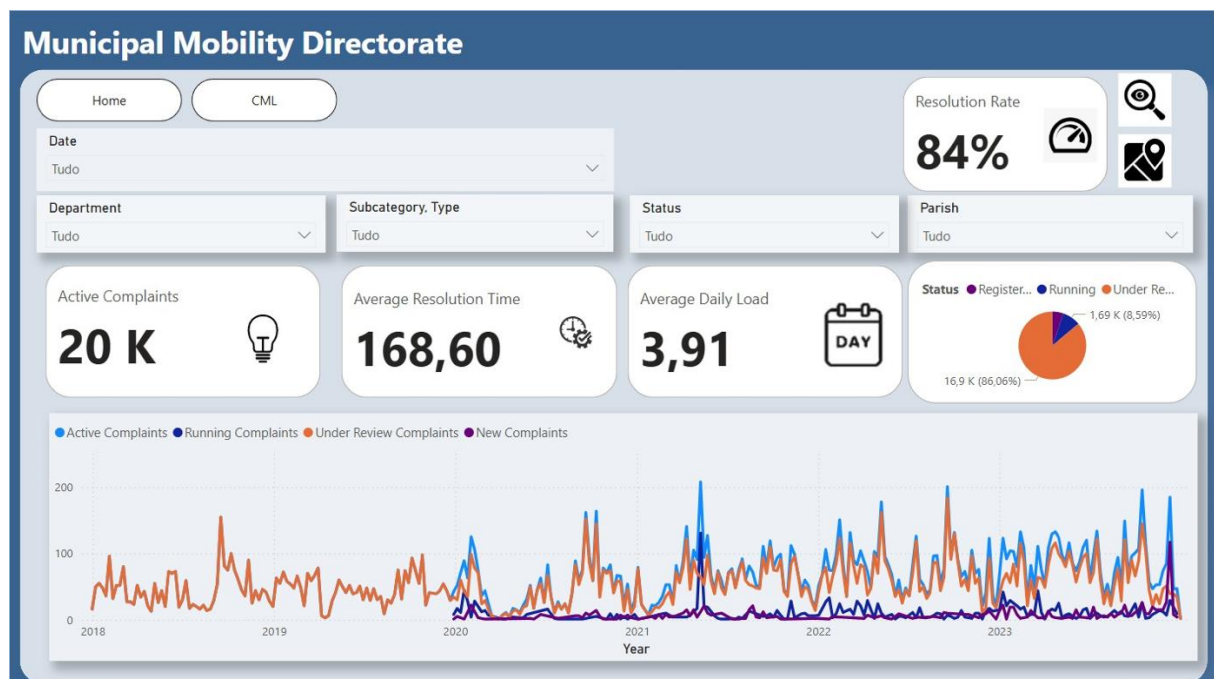 Municipal Mobility Directorate
Home
CML
Resolution Rate
84%
Date
Tudo
Department
Tudo
Subcategory, Type
Tudo
Status
Tudo
Parish
Tudo
Active Complaints
20 K
Average Resolution Time
168,60
Average Daily Load
3,91
DAY
Status Register... Running Under Re...
1,69 K (8,59%)
16,9 K (86,06%)
Active Complaints Running Complaints Under Review Complaints New Complaints
200
100
0
2018 2019 2020 2021 2022 2023
Year